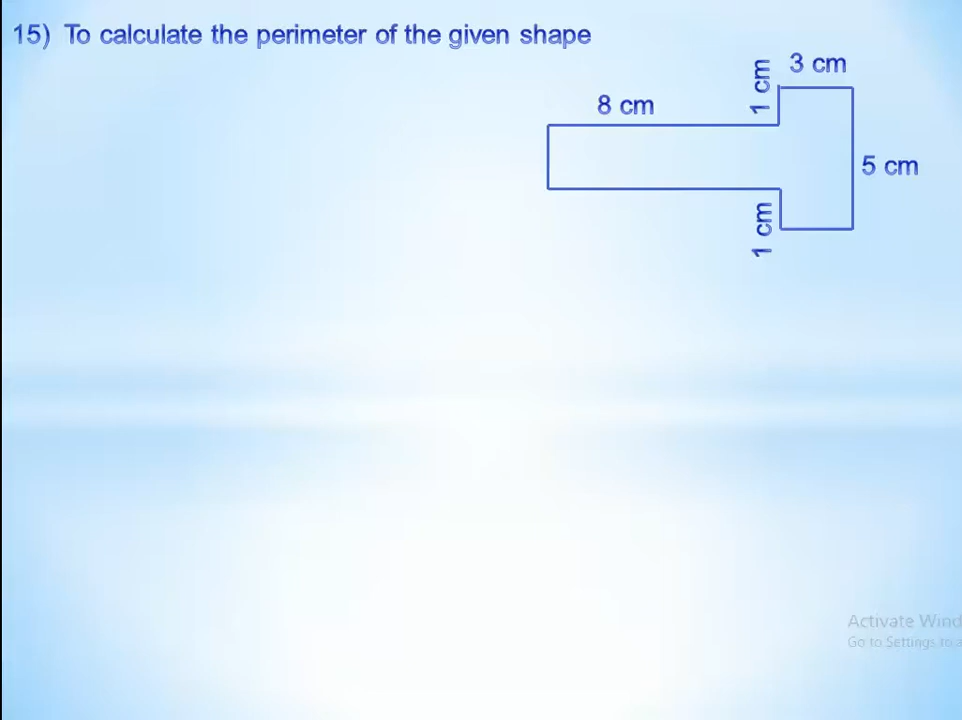 15) To calculate the perimeter of the given shape
3 cm
1 cm
8 cm
5 cm
1 cm
Activate Wind
Go to Settings to a